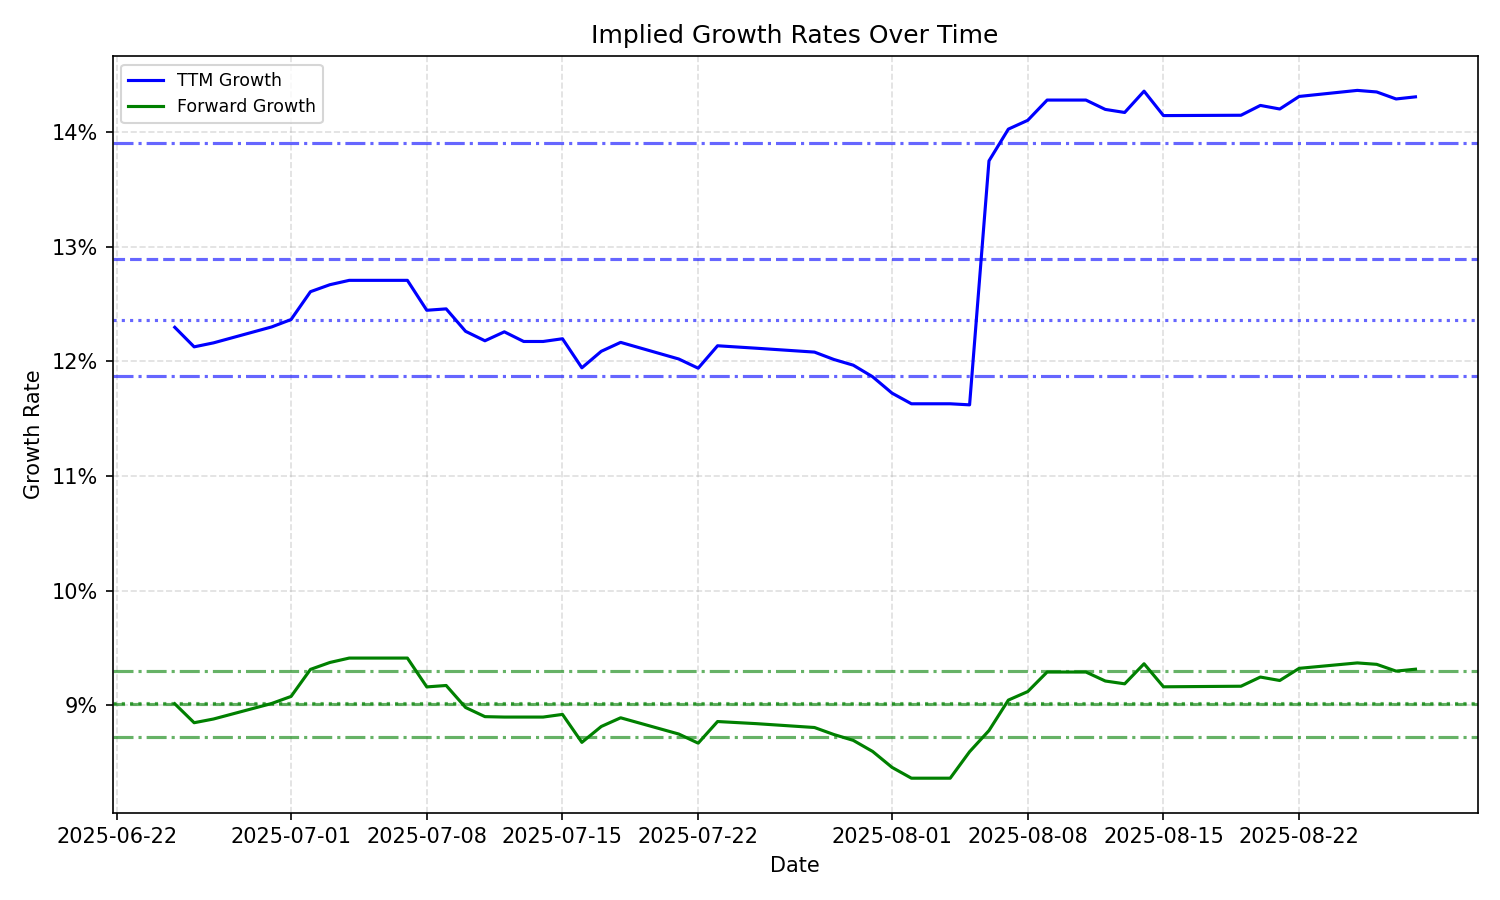 Implied Growth Rates Over Time
TTM Growth
Forward Growth
14%
13%
12%
11%
10%
9%
Growth Rate
2025-06-22 2025-07-01 2025-07-08 2025-07-15 2025-07-22 2025-08-01 2025-08-08 2025-08-15 2025-08-22
Date